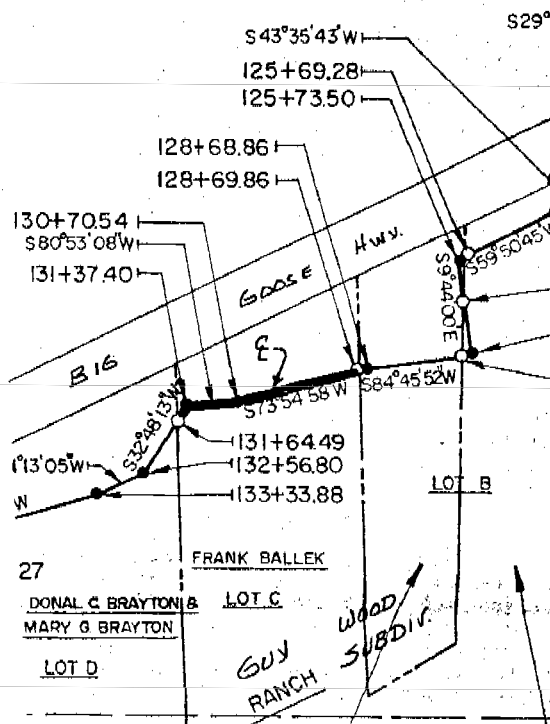 S29°
S43°35'43"W
125+69.28
125+73.50
128+68.86
128+69.86
130+70.54
S80°53'08"W
131+37.40
BIG GOOSE HWY.
S59°50'45"W
S9°44'00"E
℄
S73°54'58"W
S84°45'52"W
S32°48'13"W
1°13'05"W
W
131+64.49
132+56.80
133+33.88
LOT B
27
FRANK BALLEK
LOT C
DONAL C. BRAYTON &
MARY G. BRAYTON
LOT D
GUY WOOD
RANCH SUBDIV.